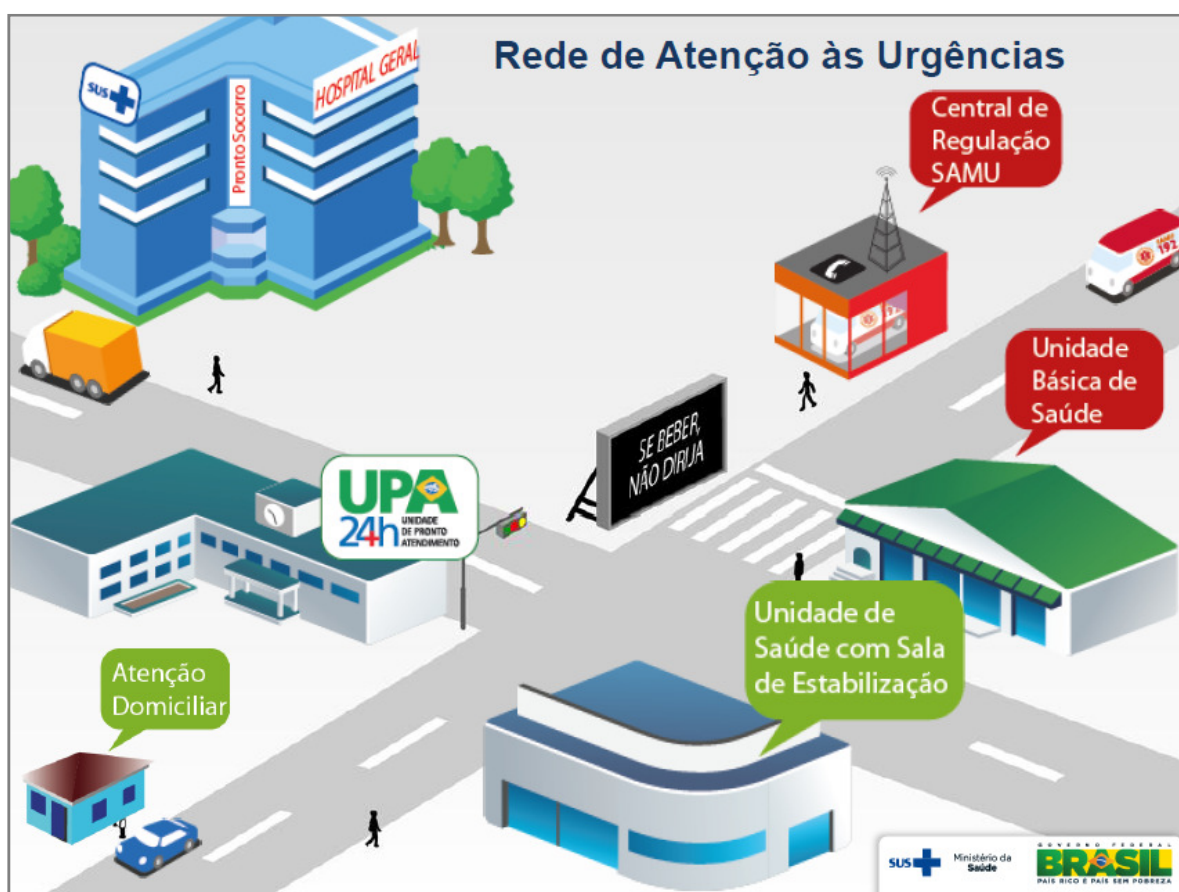 Rede de Atenção às Urgências
SUS
Pronto Socorro
HOSPITAL GERAL
Central de
Regulação
SAMU
192
Unidade
Básica de
Saúde
SE BEBER,
NÃO DIRIJA
UPA
24h
UNIDADE
DE PRONTO
ATENDIMENTO
Unidade de
Saúde com Sala
de Estabilização
Atenção
Domiciliar
SUS
Ministério da
Saúde
GOVERNO FEDERAL
BRASIL
PAÍS RICO É PAÍS SEM POBREZA